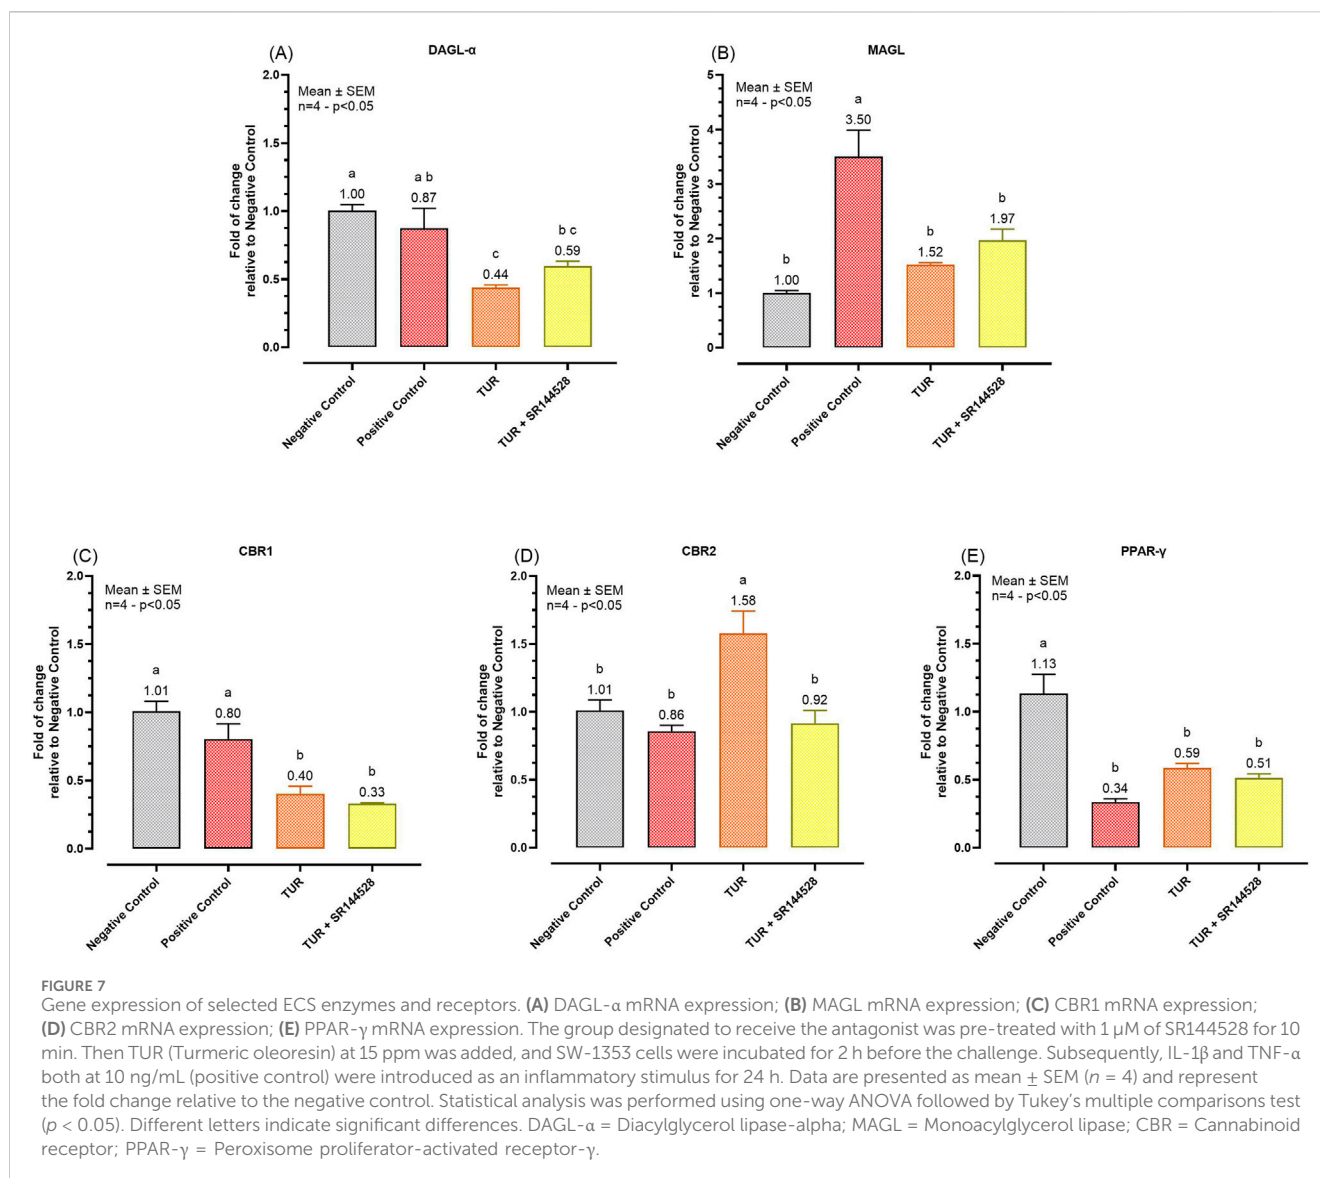 (A)
DAGL-α
Mean ± SEM
n=4 - p<0.05
Fold of change
relative to Negative Control
2.0
1.5
1.0
0.5
0.0
a
1.00
a b
0.87
c
0.44
b c
0.59
Negative Control
Positive Control
TUR
TUR + SR144528
(B)
MAGL
Mean ± SEM
n=4 - p<0.05
Fold of change
relative to Negative Control
5
4
3
2
1
0
b
1.00
a
3.50
b
1.52
b
1.97
Negative Control
Positive Control
TUR
TUR + SR144528
(C)
CBR1
Mean ± SEM
n=4 - p<0.05
Fold of change
relative to Negative Control
2.0
1.5
1.0
0.5
0.0
a
1.01
a
0.80
b
0.40
b
0.33
Negative Control
Positive Control
TUR
TUR + SR144528
(D)
CBR2
Mean ± SEM
n=4 - p<0.05
Fold of change
relative to Negative Control
2.0
1.5
1.0
0.5
0.0
b
1.01
b
0.86
a
1.58
b
0.92
Negative Control
Positive Control
TUR
TUR + SR144528
(E)
PPAR-γ
Mean ± SEM
n=4 - p<0.05
Fold of change
relative to Negative Control
2.0
1.5
1.0
0.5
0.0
a
1.13
b
0.34
b
0.59
b
0.51
Negative Control
Positive Control
TUR
TUR + SR144528
FIGURE 7
Gene expression of selected ECS enzymes and receptors. (A) DAGL-α mRNA expression; (B) MAGL mRNA expression; (C) CBR1 mRNA expression;
(D) CBR2 mRNA expression; (E) PPAR-γ mRNA expression. The group designated to receive the antagonist was pre-treated with 1 µM of SR144528 for 10
min. Then TUR (Turmeric oleoresin) at 15 ppm was added, and SW-1353 cells were incubated for 2 h before the challenge. Subsequently, IL-1β and TNF-α
both at 10 ng/mL (positive control) were introduced as an inflammatory stimulus for 24 h. Data are presented as mean ± SEM (n = 4) and represent
the fold change relative to the negative control. Statistical analysis was performed using one-way ANOVA followed by Tukey's multiple comparisons test
(p < 0.05). Different letters indicate significant differences. DAGL-α = Diacylglycerol lipase-alpha; MAGL = Monoacylglycerol lipase; CBR = Cannabinoid
receptor; PPAR-γ = Peroxisome proliferator-activated receptor-γ.